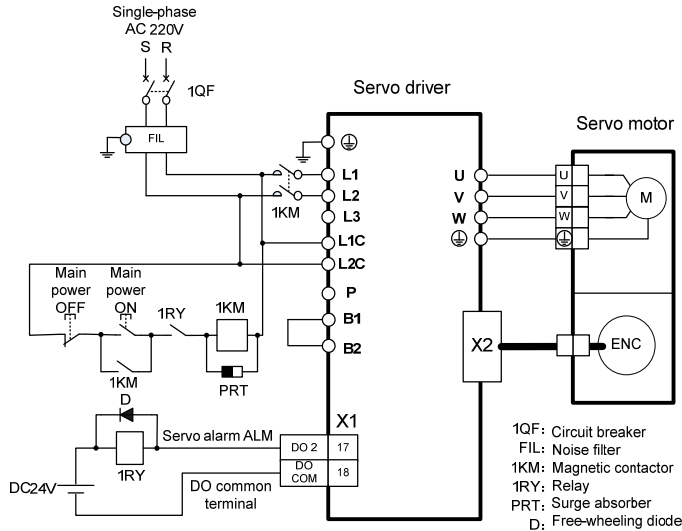 Single-phase
AC 220V
S R
1QF
FIL
Servo driver
Servo motor
L1
L2
1KM
L3
L1C
L2C
P
B1
B2
U
V
W
U
V
W
M
X2
ENC
Main
power
OFF
Main
power
ON
1RY
1KM
1KM
PRT
D
1RY
Servo alarm ALM
DC24V
DO common
terminal
X1
DO 2 17
DO
COM 18
1QF: Circuit breaker
FIL: Noise filter
1KM: Magnetic contactor
1RY: Relay
PRT: Surge absorber
D: Free-wheeling diode